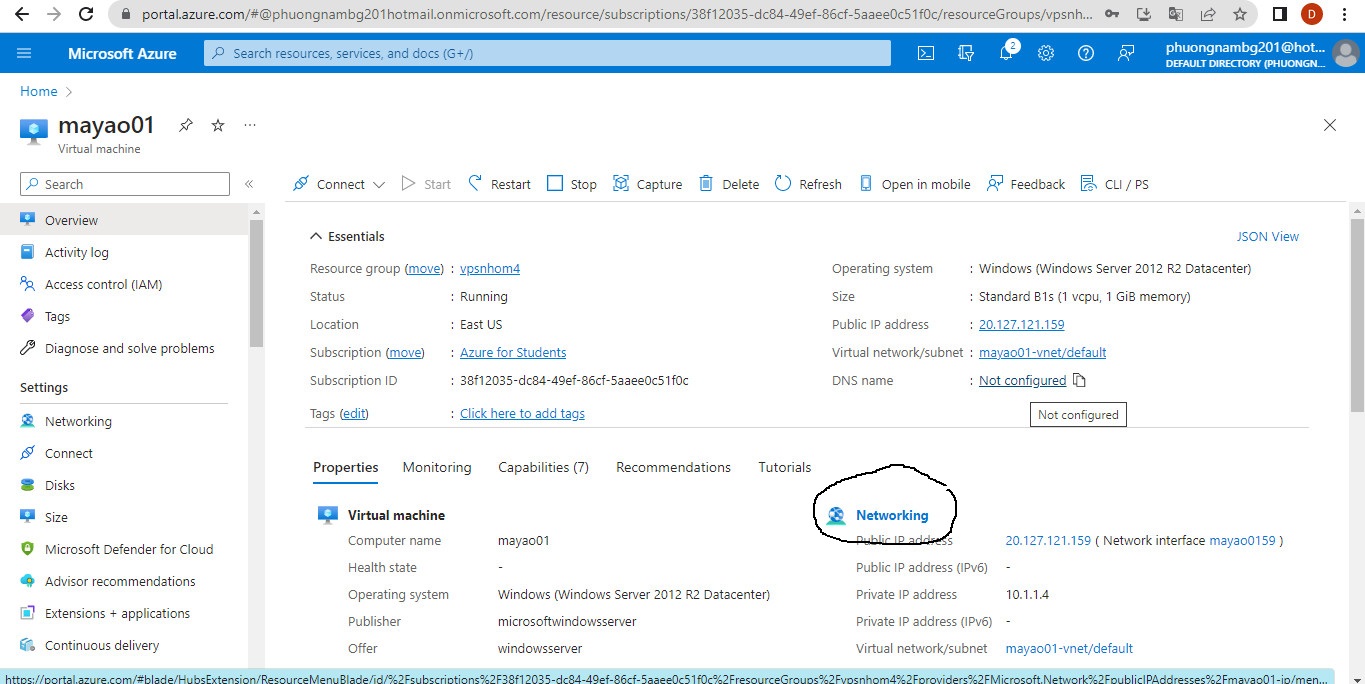 portal.azure.com/#@phuongnambg201hotmail.onmicrosoft.com/resource/subscriptions/38f12035-dc84-49ef-86cf-5aaee0c51f0c/resourceGroups/vpsnh...
D
Microsoft Azure
Search resources, services, and docs (G+/)
2
phuongnambg201@hot...
DEFAULT DIRECTORY (PHUONGN...
Home
mayao01
Virtual machine
Search
Connect Start Restart Stop Capture Delete Refresh Open in mobile Feedback CLI / PS
Overview
Activity log
Access control (IAM)
Tags
Diagnose and solve problems
Settings
Networking
Connect
Disks
Size
Microsoft Defender for Cloud
Advisor recommendations
Extensions + applications
Continuous delivery
Essentials
JSON View
Resource group (move) : vpsnhom4
Status : Running
Location : East US
Subscription (move) : Azure for Students
Subscription ID : 38f12035-dc84-49ef-86cf-5aaee0c51f0c
Tags (edit) : Click here to add tags
Operating system : Windows (Windows Server 2012 R2 Datacenter)
Size : Standard B1s (1 vcpu, 1 GiB memory)
Public IP address : 20.127.121.159
Virtual network/subnet : mayao01-vnet/default
DNS name : Not configured
Not configured
Properties Monitoring Capabilities (7) Recommendations Tutorials
Virtual machine
Computer name mayao01
Health state -
Operating system Windows (Windows Server 2012 R2 Datacenter)
Publisher microsoftwindowsserver
Offer windowsserver
Networking
Public IP address 20.127.121.159 ( Network interface mayao0159 )
Public IP address (IPv6) -
Private IP address 10.1.1.4
Private IP address (IPv6) -
Virtual network/subnet mayao01-vnet/default
https://portal.azure.com/#blade/HubsExtension/ResourceMenuBlade/id/%2Fsubscriptions%2F38f12035-dc84-49ef-86cf-5aaee0c51f0c%2FresourceGroups%2Fvpsnhom4%2Fproviders%2FMicrosoft.Network%2FpublicIPAddresses%2Fmayao01-ip/men...